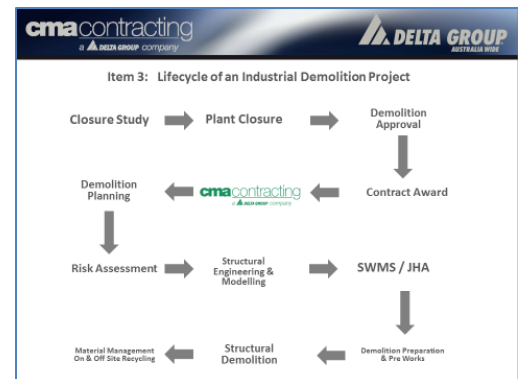 cmacontracting
a DELTA GROUP company
DELTA GROUP
AUSTRALIA WIDE
Item 3: Lifecycle of an Industrial Demolition Project
Closure Study
Plant Closure
Demolition
Approval
Contract Award
cmacontracting
a DELTA GROUP company
Demolition
Planning
Risk Assessment
Structural
Engineering &
Modelling
SWMS / JHA
Demolition Preparation
& Pre Works
Structural
Demolition
Material Management
On & Off Site Recycling